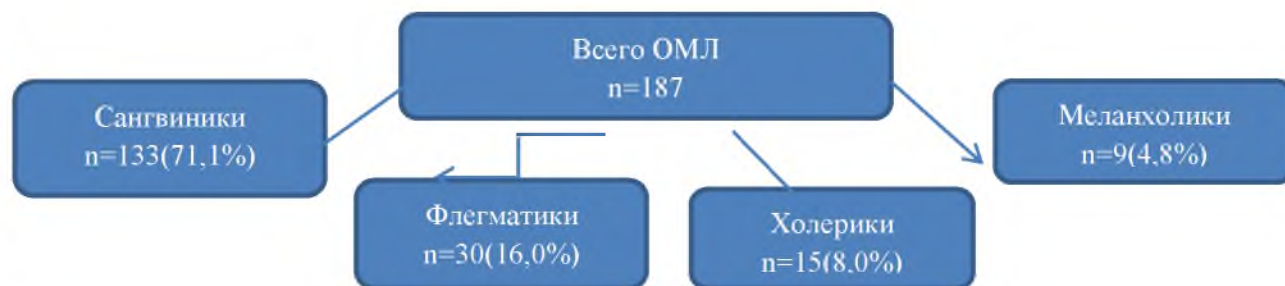 Всего ОМЛ
n=187
Сангвиники
n=133(71,1%)
Меланхолики
n=9(4,8%)
Флегматики
n=30(16,0%)
Холерики
n=15(8,0%)